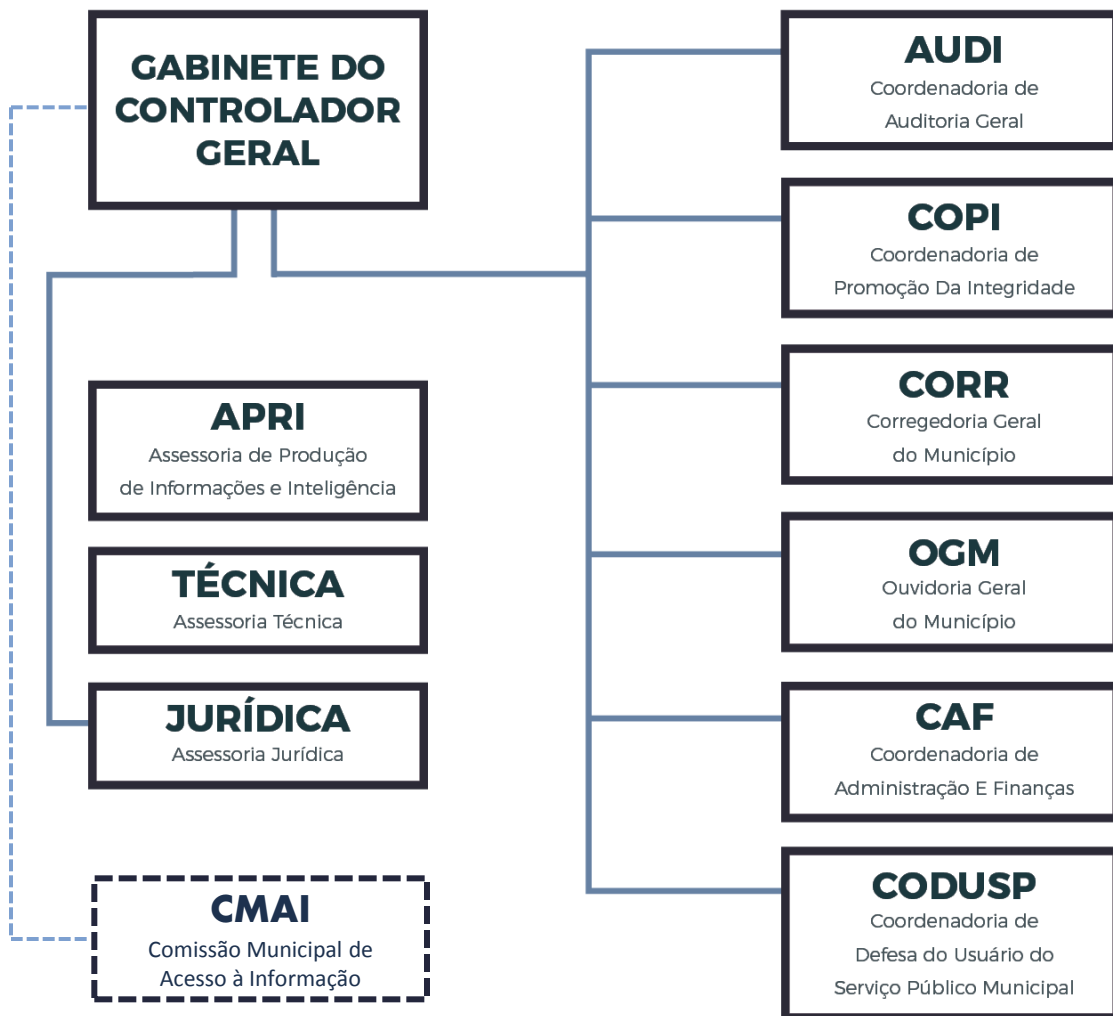 GABINETE DO
CONTROLADOR
GERAL
APRI
Assessoria de Produção
de Informações e Inteligência
TÉCNICA
Assessoria Técnica
JURÍDICA
Assessoria Jurídica
CMAI
Comissão Municipal de
Acesso à Informação
AUDI
Coordenadoria de
Auditoria Geral
COPI
Coordenadoria de
Promoção Da Integridade
CORR
Corregedoria Geral
do Município
OGM
Ouvidoria Geral
do Município
CAF
Coordenadoria de
Administração E Finanças
CODUSP
Coordenadoria de
Defesa do Usuário do
Serviço Público Municipal